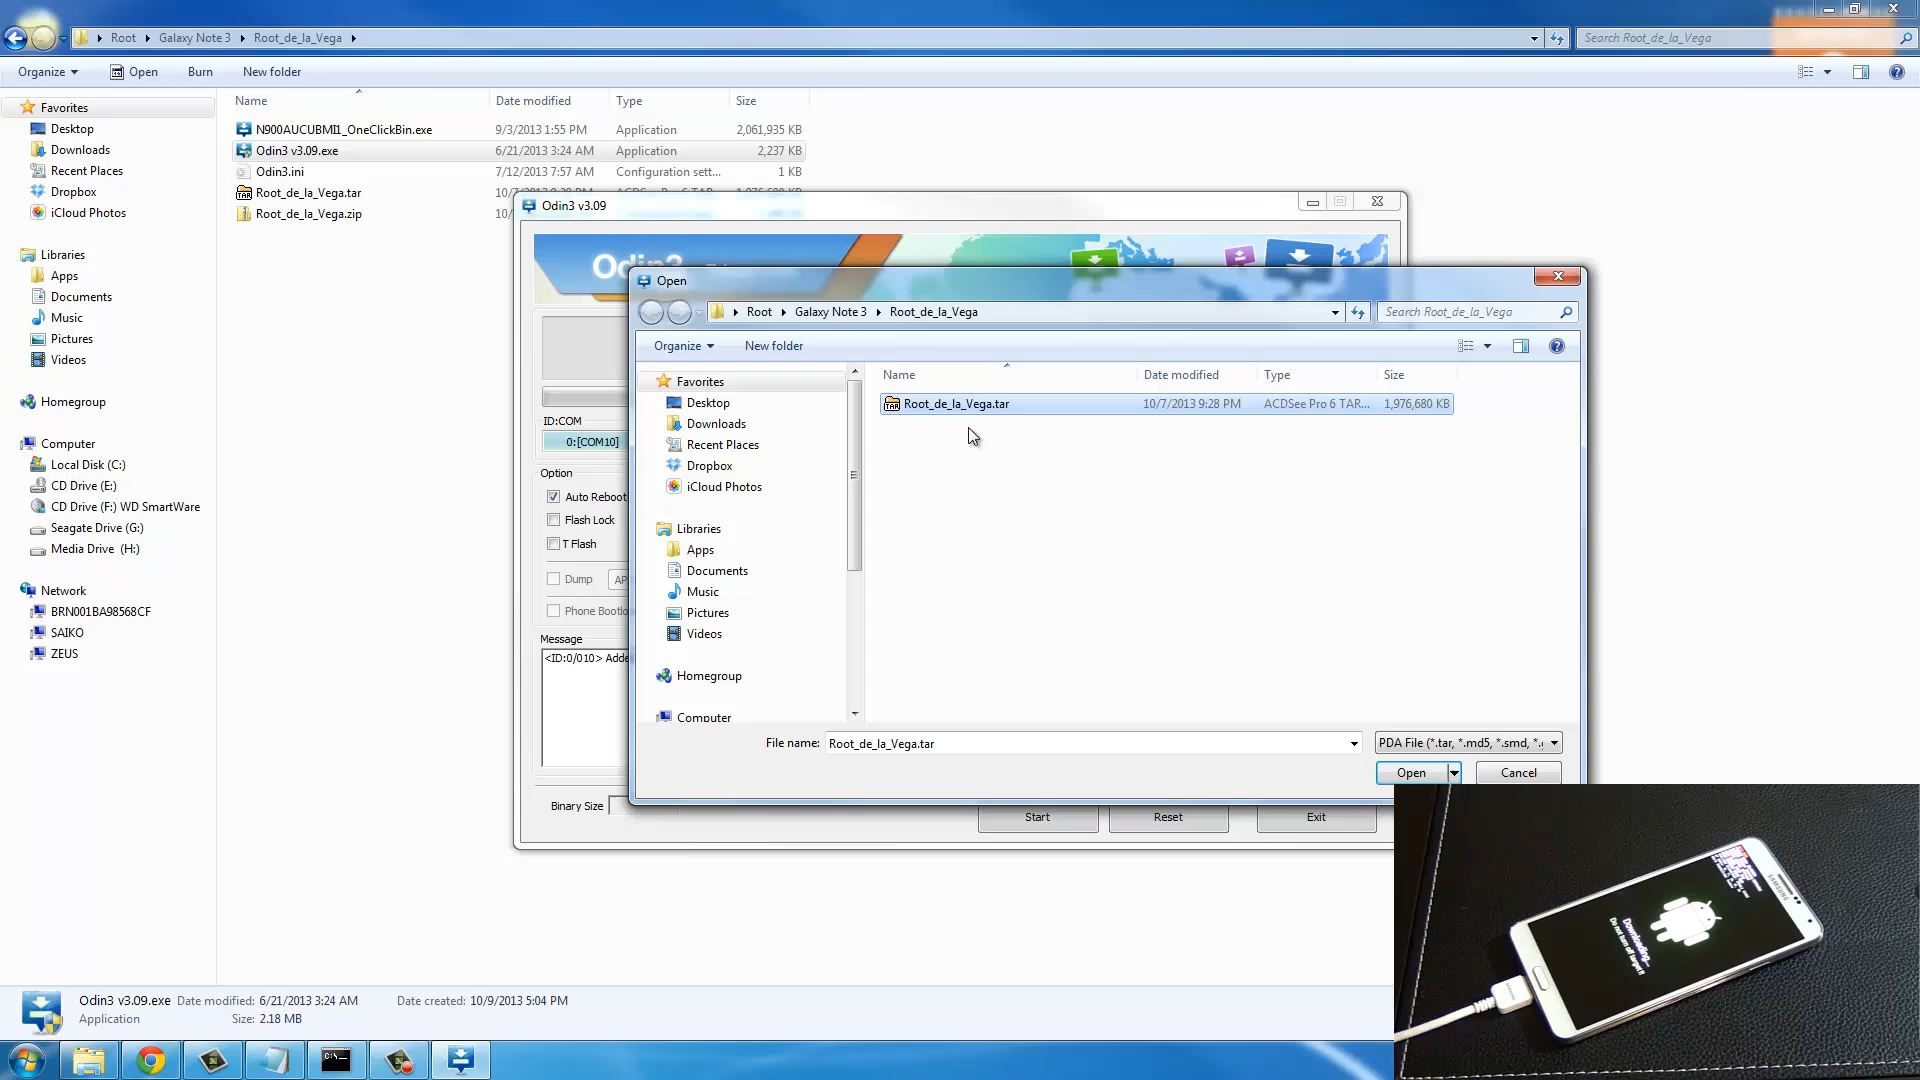 Root Galaxy Note 3 Root_de_la_Vega
Search Root_de_la_Vega
Organize Open Burn New folder
Name Date modified Type Size
N900AUCUBMI1_OneClickBin.exe 9/3/2013 1:55 PM Application 2,061,935 KB
Odin3 v3.09.exe 6/21/2013 3:24 AM Application 2,237 KB
Odin3.ini 7/12/2013 7:57 AM Configuration sett... 1 KB
Root_de_la_Vega.tar
Root_de_la_Vega.zip
Favorites
Desktop
Downloads
Recent Places
Dropbox
iCloud Photos
Libraries
Apps
Documents
Music
Pictures
Videos
Homegroup
Computer
Local Disk (C:)
CD Drive (E:)
CD Drive (F:) WD SmartWare
Seagate Drive (G:)
Media Drive (H:)
Network
BRN001BA98568CF
SAIKO
ZEUS
Odin3 v3.09
ID:COM
0:[COM10]
Option
Auto Reboot
Flash Lock
T Flash
Dump AP
Phone Bootlo
Message
<ID:0/010> Adde
Binary Size
Start Reset Exit
Open
Root Galaxy Note 3 Root_de_la_Vega
Search Root_de_la_Vega
Organize New folder
Name Date modified Type Size
Root_de_la_Vega.tar 10/7/2013 9:28 PM ACDSee Pro 6 TAR... 1,976,680 KB
Favorites
Desktop
Downloads
Recent Places
Dropbox
iCloud Photos
Libraries
Apps
Documents
Music
Pictures
Videos
Homegroup
Computer
File name: Root_de_la_Vega.tar
PDA File (*.tar, *.md5, *.smd, *.
Open Cancel
SAMSUNG
Downloading...
Do not turn off target!!
Odin3 v3.09.exe Date modified: 6/21/2013 3:24 AM Date created: 10/9/2013 5:04 PM
Application Size: 2.18 MB